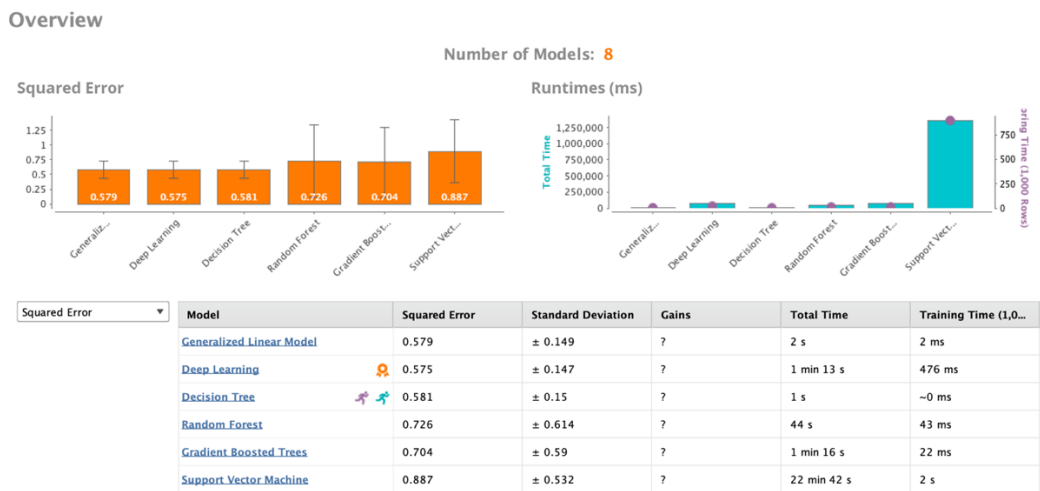 Overview
Number of Models: 8
Squared Error
1.25
1
0.75
0.5
0.25
0
0.579
0.575
0.581
0.726
0.704
0.887
Generaliz...
Deep Learning
Decision Tree
Random Forest
Gradient Boost...
Support Vect...
Runtimes (ms)
Total Time
1,250,000
1,000,000
750,000
500,000
250,000
0
750
500
250
0
oring Time (1,000 Rows)
Generaliz...
Deep Learning
Decision Tree
Random Forest
Gradient Boost...
Support Vect...
Squared Error
Model Squared Error Standard Deviation Gains Total Time Training Time (1,0...
Generalized Linear Model 0.579 ± 0.149 ? 2 s 2 ms
Deep Learning 0.575 ± 0.147 ? 1 min 13 s 476 ms
Decision Tree 0.581 ± 0.15 ? 1 s ~0 ms
Random Forest 0.726 ± 0.614 ? 44 s 43 ms
Gradient Boosted Trees 0.704 ± 0.59 ? 1 min 16 s 22 ms
Support Vector Machine 0.887 ± 0.532 ? 22 min 42 s 2 s